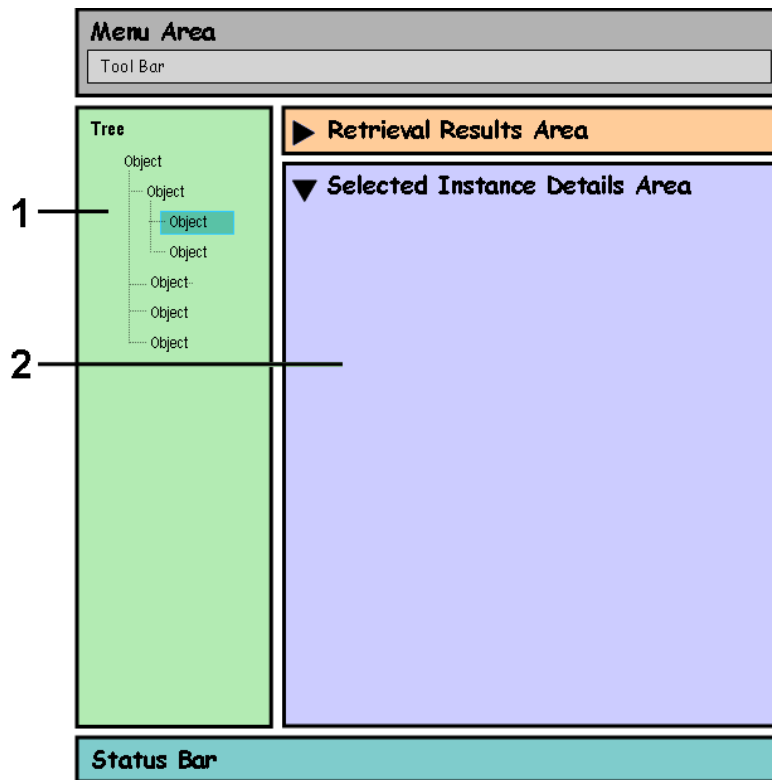 Menu Area
Tool Bar
Tree
Object
Object
Object
Object
Object
Object
Object
1
2
Retrieval Results Area
Selected Instance Details Area
Status Bar